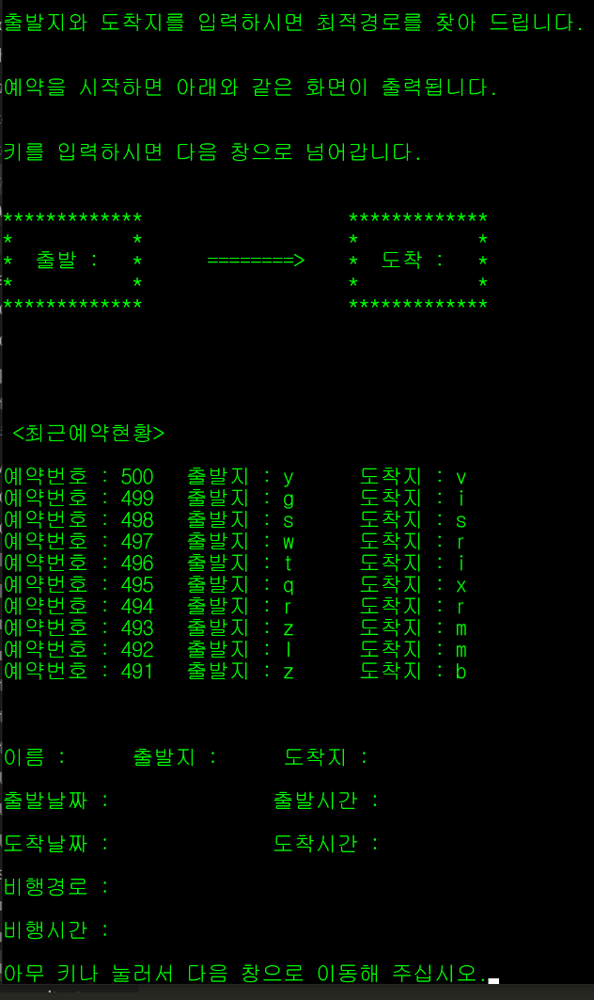 출발지와 도착지를 입력하시면 최적경로를 찾아 드립니다.
예약을 시작하면 아래와 같은 화면이 출력됩니다.
키를 입력하시면 다음 창으로 넘어갑니다.
************* *************
* * * *
* 출발 : * ========> * 도착 : *
* * * *
************* *************
<최근예약현황>
예약번호 : 500 출발지 : y 도착지 : v
예약번호 : 499 출발지 : g 도착지 : i
예약번호 : 498 출발지 : s 도착지 : s
예약번호 : 497 출발지 : w 도착지 : r
예약번호 : 496 출발지 : t 도착지 : i
예약번호 : 495 출발지 : q 도착지 : x
예약번호 : 494 출발지 : r 도착지 : r
예약번호 : 493 출발지 : z 도착지 : m
예약번호 : 492 출발지 : l 도착지 : m
예약번호 : 491 출발지 : z 도착지 : b
이름 : 출발지 : 도착지 :
출발날짜 : 출발시간 :
도착날짜 : 도착시간 :
비행경로 :
비행시간 :
아무 키나 눌러서 다음 창으로 이동해 주십시오.